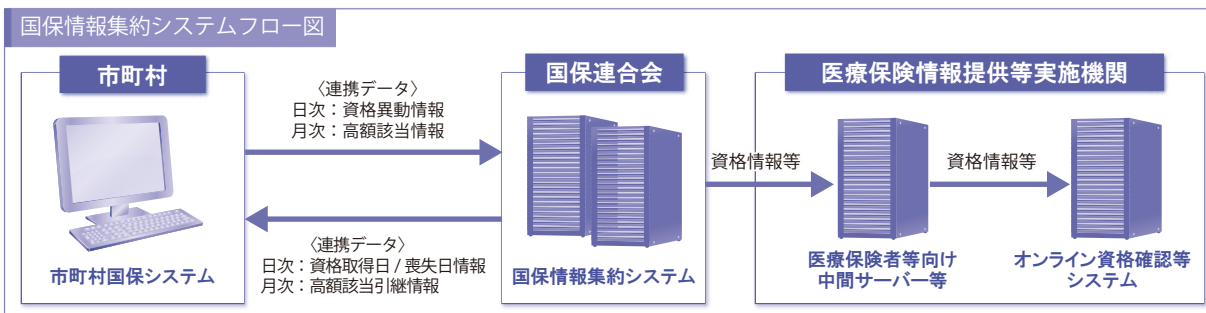 国保情報集約システムフロー図
市町村
〈連携データ〉
日次：資格異動情報
月次：高額該当情報
〈連携データ〉
日次：資格取得日 / 喪失日情報
月次：高額該当引継情報
市町村国保システム
国保連合会
国保情報集約システム
資格情報等
医療保険情報提供等実施機関
資格情報等
医療保険者等向け
中間サーバー等
オンライン資格確認等
システム